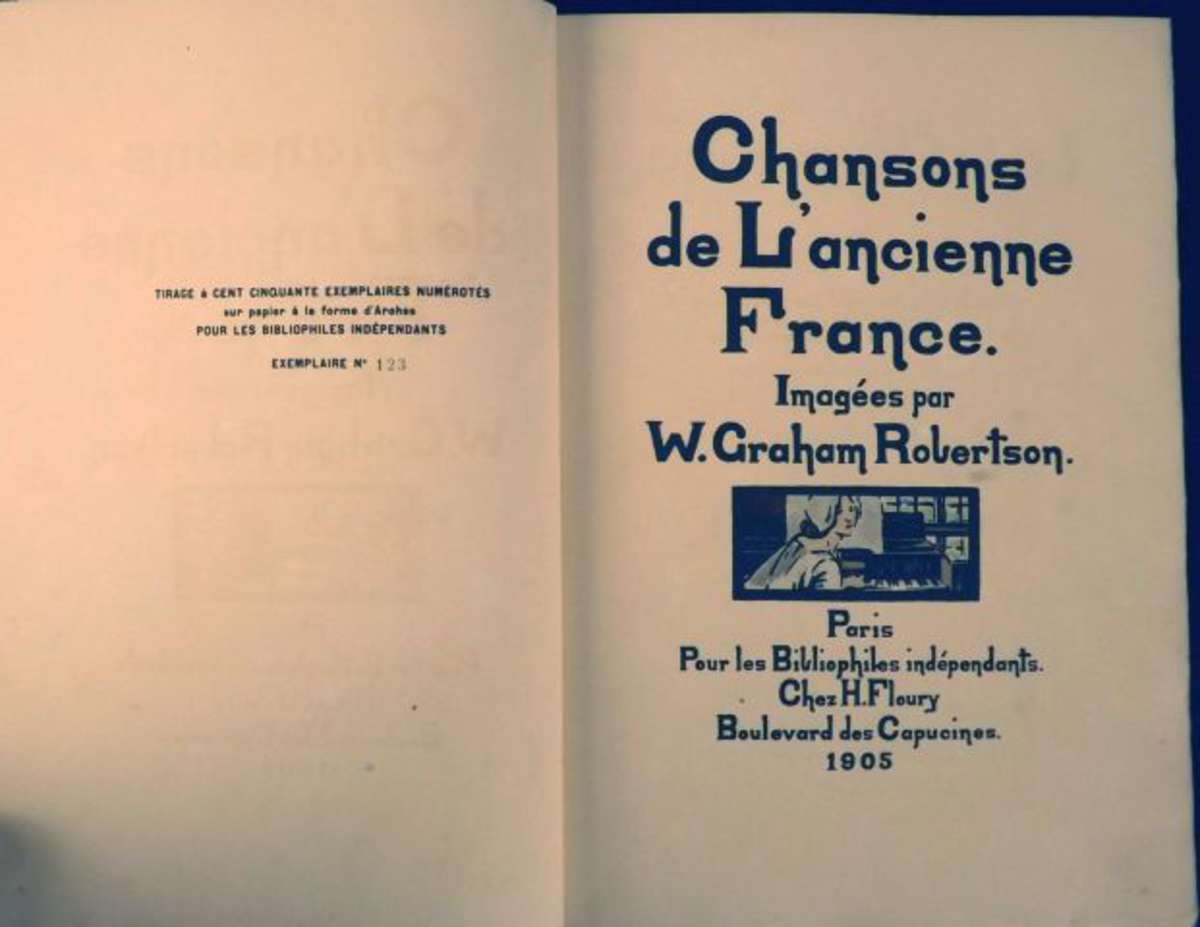 TIRAGE à CENT CINQUANTE EXEMPLAIRES NUMÉROTÉS
sur papier à la forme d'Arches
POUR LES BIBLIOPHILES INDÉPENDANTS
EXEMPLAIRE Nº 123
Chansons
de L'ancienne
France.
Imagées par
W. Graham Robertson.
Paris
Pour les Bibliophiles indépendants.
Chez H. Floury
Boulevard des Capucines.
1905